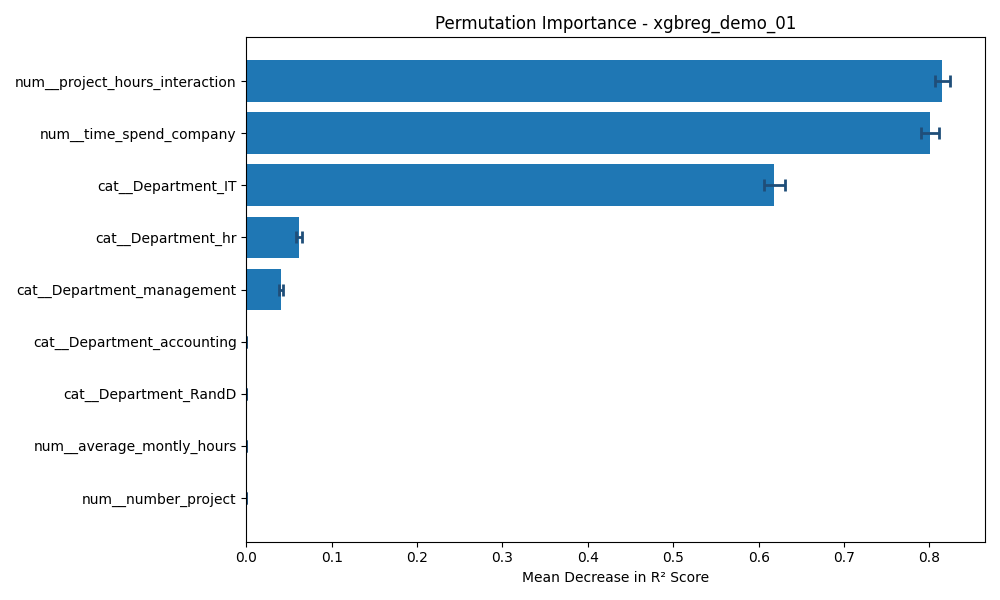 Permutation Importance - xgbreg_demo_01
num__project_hours_interaction
num__time_spend_company
cat__Department_IT
cat__Department_hr
cat__Department_management
cat__Department_accounting
cat__Department_RandD
num__average_montly_hours
num__number_project
0.0 0.1 0.2 0.3 0.4 0.5 0.6 0.7 0.8
Mean Decrease in R² Score